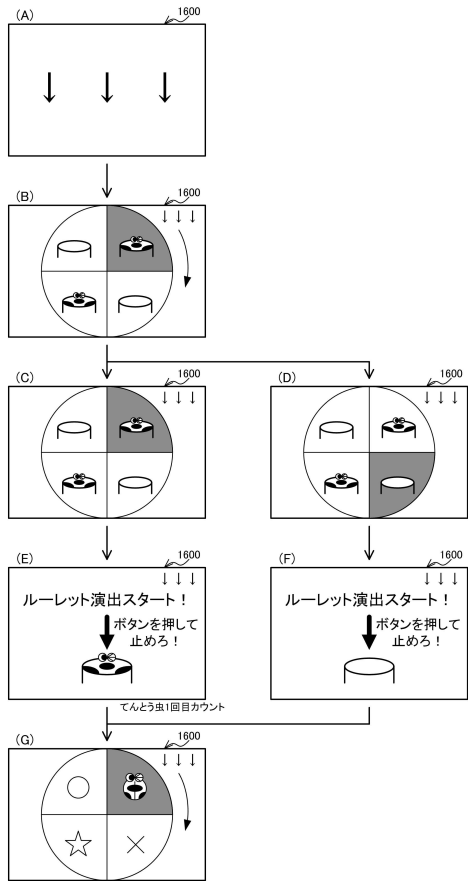 (A)
1600
(B)
1600
(C)
1600
(D)
1600
(E)
1600
ルーレット演出スタート！
ボタンを押して
止めろ！
(F)
1600
ルーレット演出スタート！
ボタンを押して
止めろ！
てんとう虫1回目カウント
(G)
1600